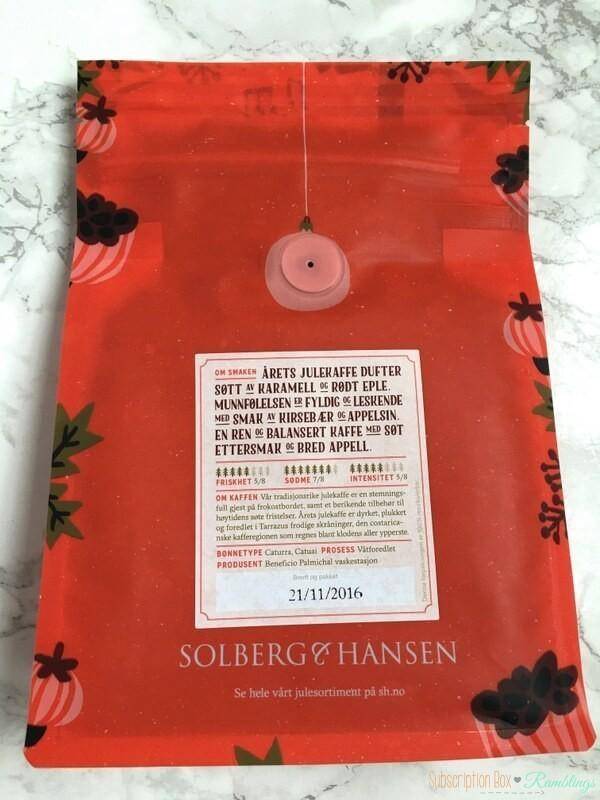 OM SMAKEN ÅRETS JULEKAFFE DUFTER
SØTT AV KARAMELL OG RØDT EPLE.
MUNNFØLELSEN ER FYLDIG OG LESKENDE
MED SMAK AV KIRSEBÆR OG APPELSIN.
EN REN OG BALANSERT KAFFE MED SØT
ETTERSMAK OG BRED APPELL.
FRISKHET 5/8 SØDME 7/8 INTENSITET 5/8
OM KAFFEN Vår tradisjonsrike julekaffe er en stemnings-
full gjest på frokostbordet, samt et berikende tilbehør til
høytidens søte fristelser. Årets julekaffe er dyrket, plukket
og foredlet i Tarrazus frodige skråninger, den costarica-
nske kafferegionen som regnes blant klodens aller ypperste.
BØNNETYPE Caturra, Catuai PROSESS Våtforedlet
PRODUSENT Beneficio Palmichal vaskestasjon
Brent og pakket
21/11/2016
SOLBERG & HANSEN
Se hele vårt julesortiment på sh.no
Subscription Box ♥ Ramblings